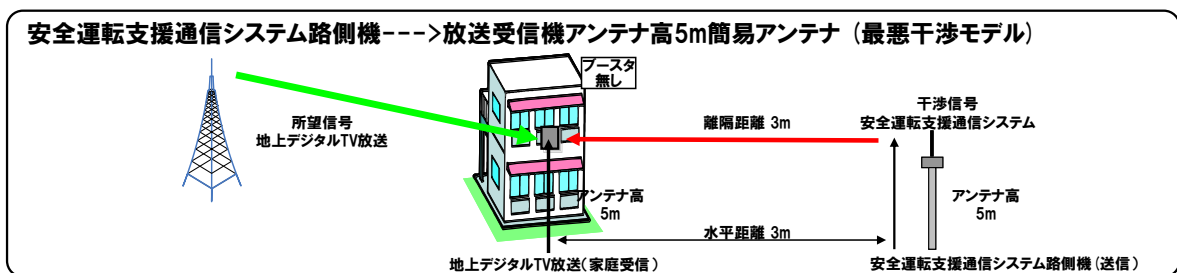 安全運転支援通信システム路側機--->放送受信機アンテナ高5m簡易アンテナ (最悪干渉モデル)
ブースタ
無し
所望信号
地上デジタルTV放送
離隔距離 3m
干渉信号
安全運転支援通信システム
アンテナ高
5m
アンテナ高
5m
水平距離 3m
地上デジタルTV放送(家庭受信)
安全運転支援通信システム路側機(送信)